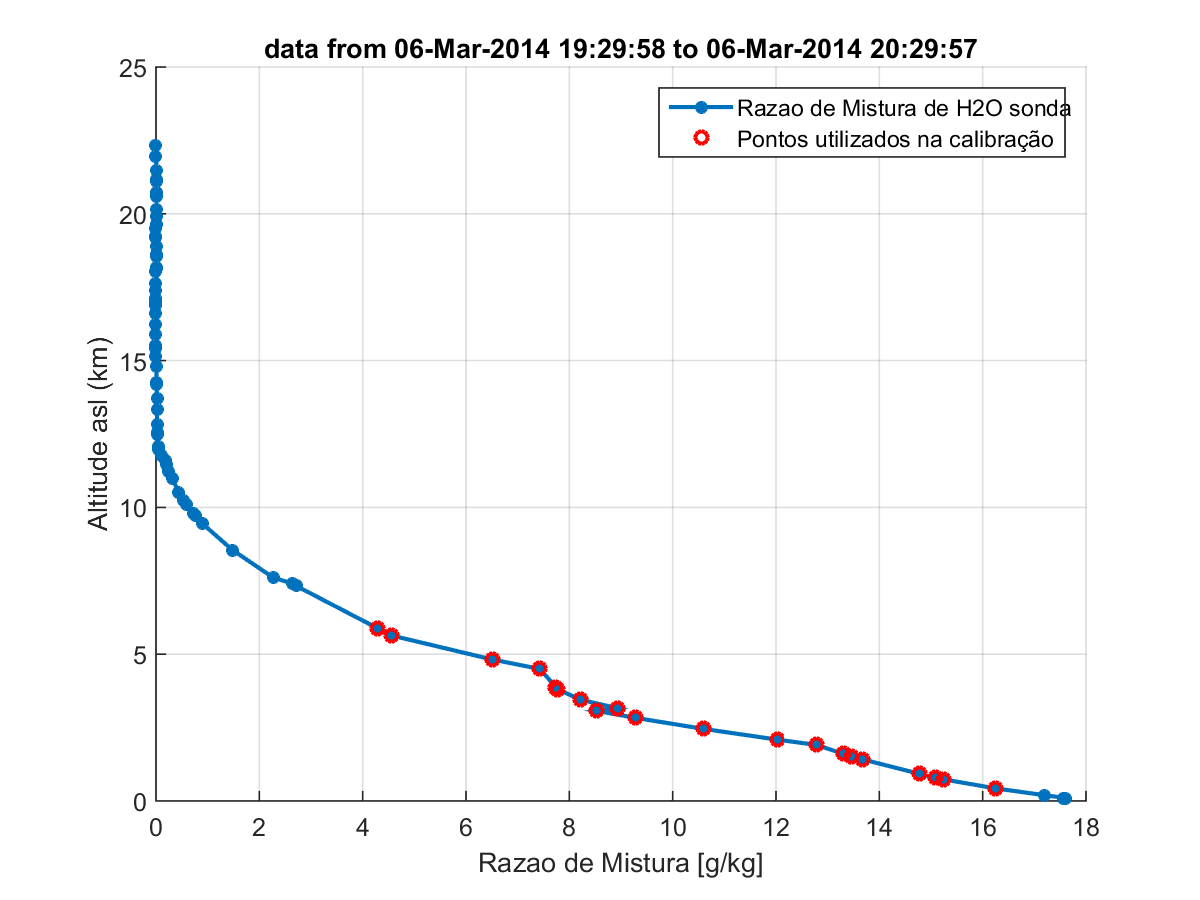 data from 06-Mar-2014 19:29:58 to 06-Mar-2014 20:29:57
Razao de Mistura de H2O sonda
Pontos utilizados na calibração
25
20
15
10
5
0
Altitude asl (km)
0 2 4 6 8 10 12 14 16 18
Razao de Mistura [g/kg]